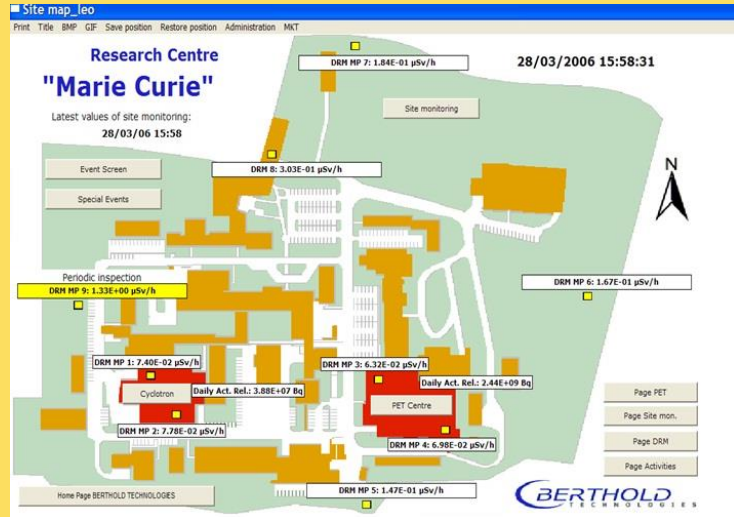 Site map_leo
Print Title BMP GIF Save position Restore position Administration MKT
Research Centre
"Marie Curie"
Latest values of site monitoring:
28/03/06 15:58
DRM MP 7: 1.84E-01 µSv/h
28/03/2006 15:58:31
Site monitoring
Event Screen
DRM 8: 3.03E-01 µSv/h
N
Special Events
Periodic inspection
DRM MP 9: 1.33E+00 µSv/h
DRM MP 6: 1.67E-01 µSv/h
DRM MP 1: 7.40E-02 µSv/h
DRM MP 3: 6.32E-02 µSv/h
Cyclotron
Daily Act. Rel.: 3.88E+07 Bq
Daily Act. Rel.: 2.44E+09 Bq
PET Centre
DRM MP 2: 7.78E-02 µSv/h
DRM MP 4: 6.98E-02 µSv/h
Page PET
Page Site mon.
Page DRM
Page Activities
DRM MP 5: 1.47E-01 µSv/h
Home Page BERTHOLD TECHNOLOGIES
BERTHOLD
TECHNOLOGIES